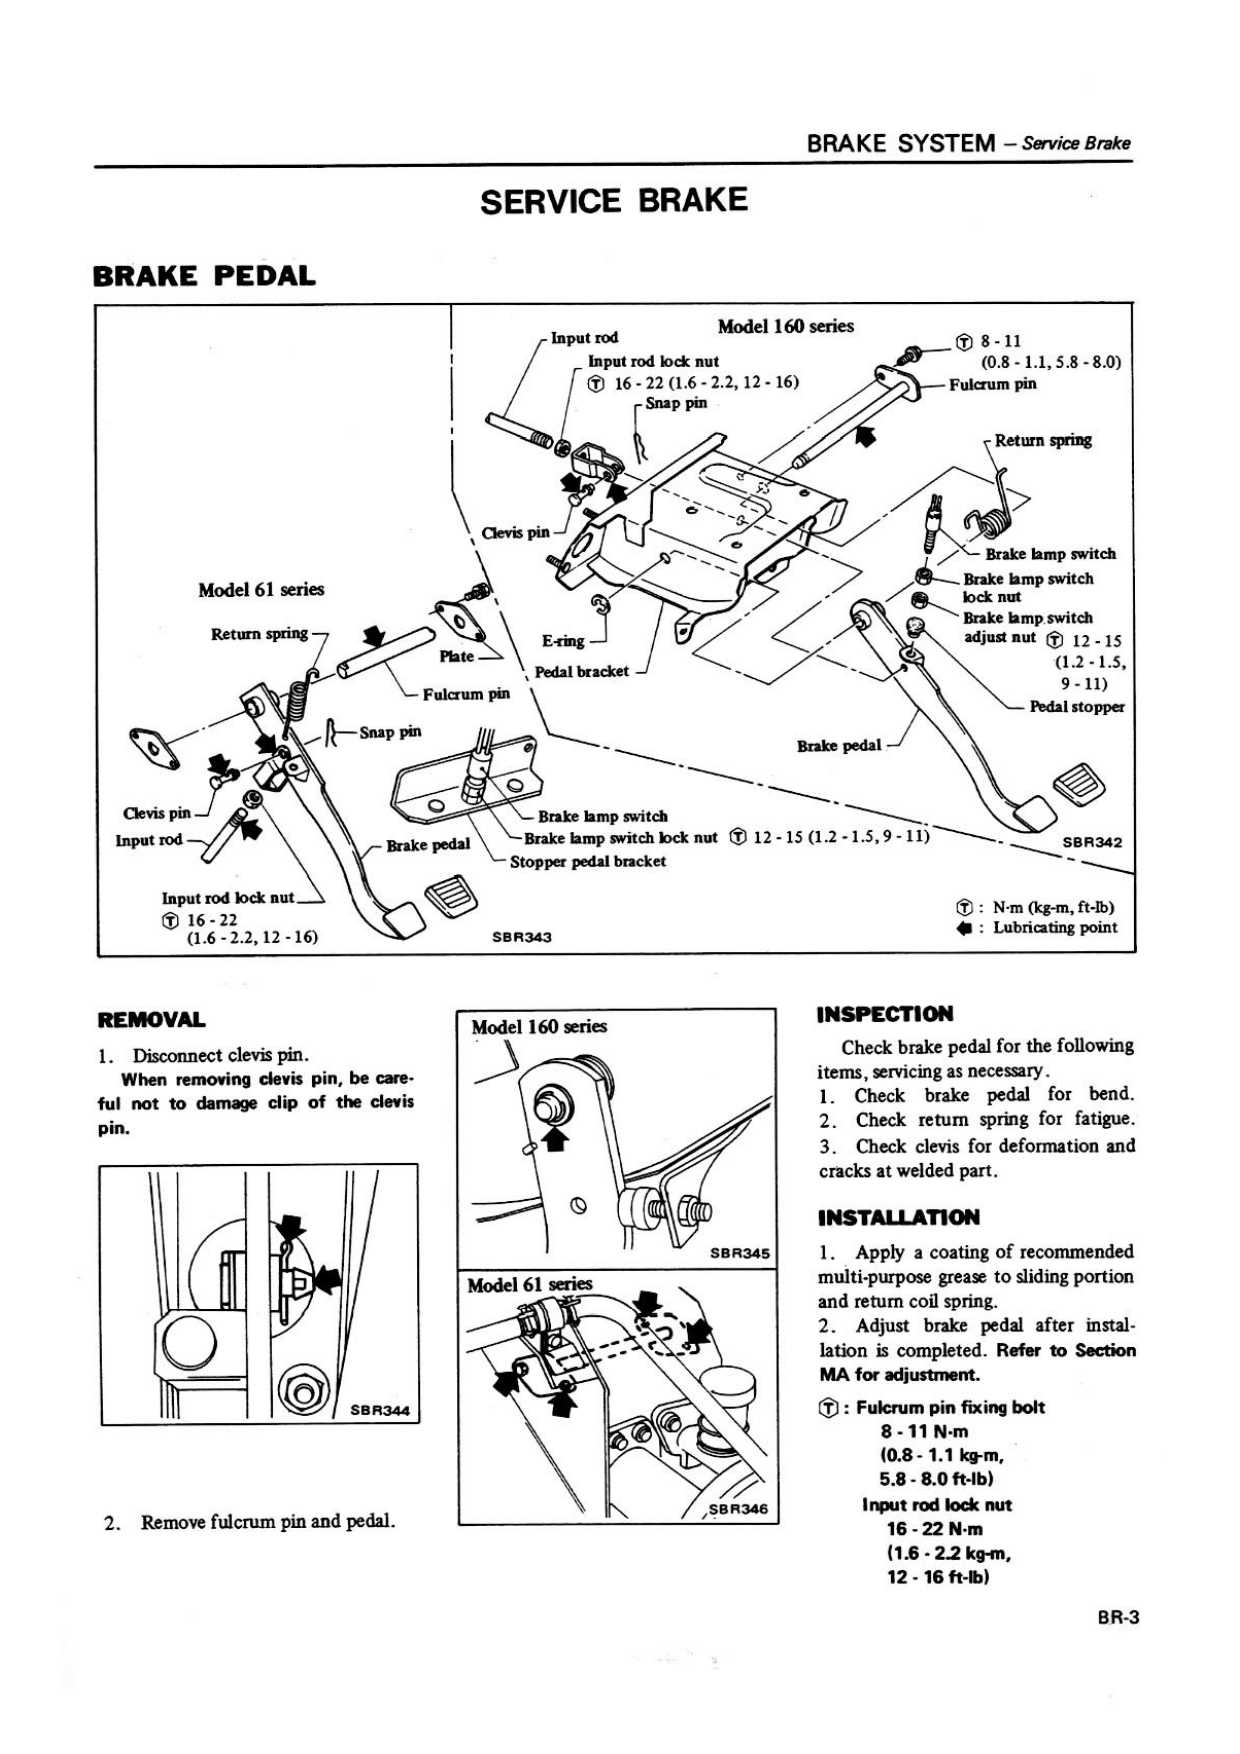 BRAKE SYSTEM – Service Brake
SERVICE BRAKE
BRAKE PEDAL
Model 160 series
Input rod
Input rod lock nut
Ⓣ 16 - 22 (1.6 - 2.2, 12 - 16)
Snap pin
Ⓣ 8 - 11
(0.8 - 1.1, 5.8 - 8.0)
Fulcrum pin
Return spring
Clevis pin
Brake lamp switch
Brake lamp switch
lock nut
Brake lamp switch
adjust nut Ⓣ 12 - 15
(1.2 - 1.5,
9 - 11)
Pedal stopper
E-ring
Pedal bracket
Brake pedal
SBR342
Model 61 series
Return spring
Plate
Fulcrum pin
Snap pin
Clevis pin
Input rod
Brake lamp switch
Brake lamp switch lock nut Ⓣ 12 - 15 (1.2 - 1.5, 9 - 11)
Brake pedal
Stopper pedal bracket
Input rod lock nut
Ⓣ 16 - 22
(1.6 - 2.2, 12 - 16)
SBR343
Ⓣ : N·m (kg-m, ft-lb)
: Lubricating point
REMOVAL
1. Disconnect clevis pin.
When removing clevis pin, be care-
ful not to damage clip of the clevis
pin.
SBR344
2. Remove fulcrum pin and pedal.
Model 160 series
SBR345
Model 61 series
SBR346
INSPECTION
Check brake pedal for the following
items, servicing as necessary.
1. Check brake pedal for bend.
2. Check return spring for fatigue.
3. Check clevis for deformation and
cracks at welded part.
INSTALLATION
1. Apply a coating of recommended
multi-purpose grease to sliding portion
and return coil spring.
2. Adjust brake pedal after instal-
lation is completed. Refer to Section
MA for adjustment.
Ⓣ : Fulcrum pin fixing bolt
8 - 11 N·m
(0.8 - 1.1 kg-m,
5.8 - 8.0 ft-lb)
Input rod lock nut
16 - 22 N·m
(1.6 - 2.2 kg-m,
12 - 16 ft-lb)
BR-3